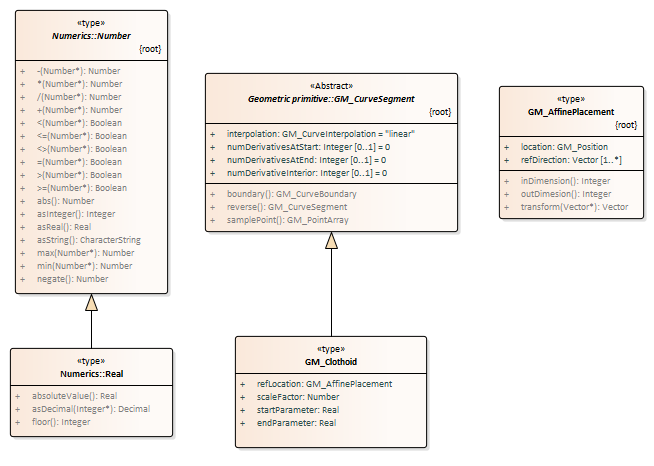 «type»
Numerics::Number
{root}
+ -(Number*): Number
+ *(Number*): Number
+ /(Number*): Number
+ +(Number*): Number
+ <(Number*): Boolean
+ <=(Number*): Boolean
+ <>(Number*): Boolean
+ =(Number*): Boolean
+ >(Number*): Boolean
+ >=(Number*): Boolean
+ abs(): Number
+ asInteger(): Integer
+ asReal(): Real
+ asString(): CharacterString
+ max(Number*): Number
+ min(Number*): Number
+ negate(): Number
«type»
Numerics::Real
+ absoluteValue(): Real
+ asDecimal(Integer*): Decimal
+ floor(): Integer
«Abstract»
Geometric primitive::GM_CurveSegment
{root}
+ interpolation: GM_CurveInterpolation = "linear"
+ numDerivativesAtStart: Integer [0..1] = 0
+ numDerivativesAtEnd: Integer [0..1] = 0
+ numDerivativeInterior: Integer [0..1] = 0
+ boundary(): GM_CurveBoundary
+ reverse(): GM_CurveSegment
+ samplePoint(): GM_PointArray
«type»
GM_Clothoid
+ refLocation: GM_AffinePlacement
+ scaleFactor: Number
+ startParameter: Real
+ endParameter: Real
«type»
GM_AffinePlacement
{root}
+ location: GM_Position
+ refDirection: Vector [1..*]
+ inDimension(): Integer
+ outDimesion(): Integer
+ transform(Vector*): Vector